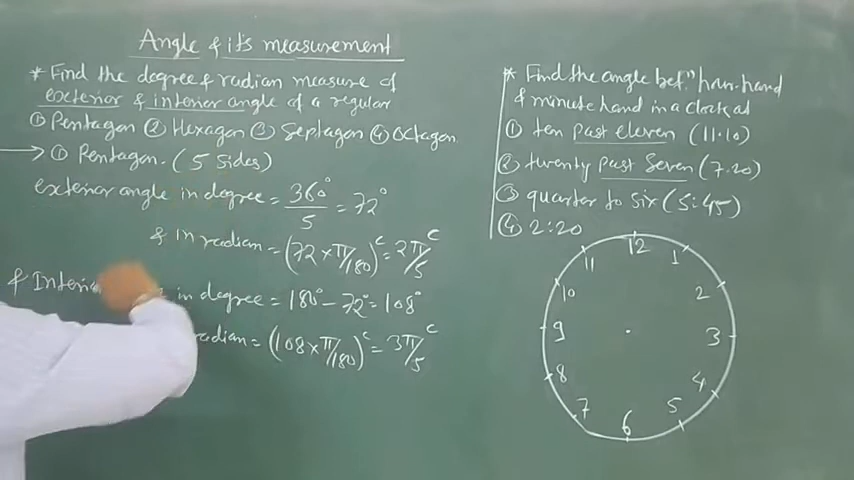 Angle & it's measurement
* Find the degree & radian measure of
exterior & interior angle of a regular
① Pentagon ② Hexagon ③ Septagon ④ Octagon
→ ① Pentagon. (5 sides)
exterior angle in degree = 360°/5 = 72°
& in radian = (72 × π/180)ᶜ = 2π/5 ᶜ
& in degree = 180° - 72° = 108°
radian = (108 × π/180)ᶜ = 3π/5 ᶜ
* Find the angle betⁿ hour-hand
& minute hand in a clock at
① ten past eleven (11.10)
② twenty past Seven (7.20)
③ quarter to six (5:45)
④ 2:20
12
1
2
3
4
5
6
7
8
9
10
11